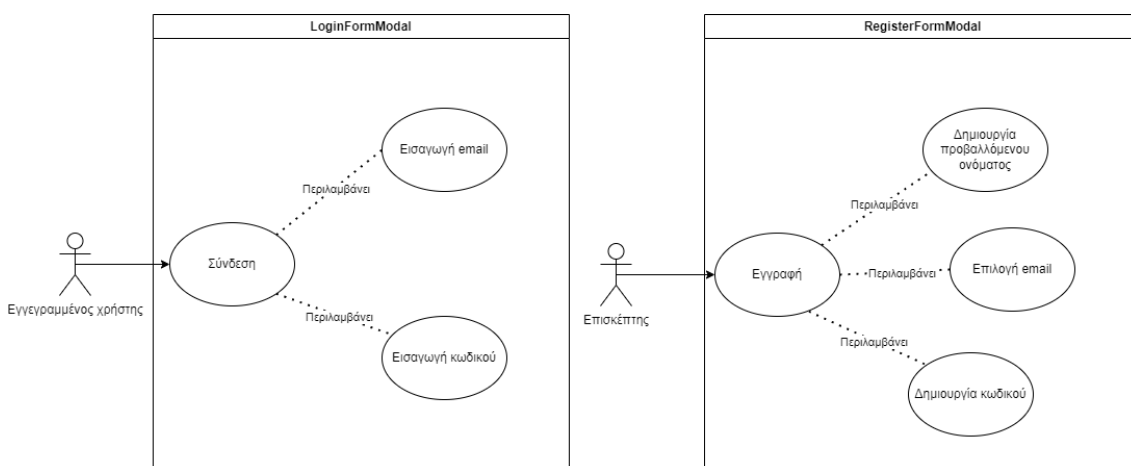 LoginFormModal
Εισαγωγή email
Περιλαμβάνει
Σύνδεση
Εγγεγραμμένος χρήστης
Περιλαμβάνει
Εισαγωγή κωδικού
RegisterFormModal
Δημιουργία
προβαλλόμενου
ονόματος
Περιλαμβάνει
Εγγραφή
Περιλαμβάνει
Επιλογή email
Επισκέπτης
Περιλαμβάνει
Δημιουργία κωδικού